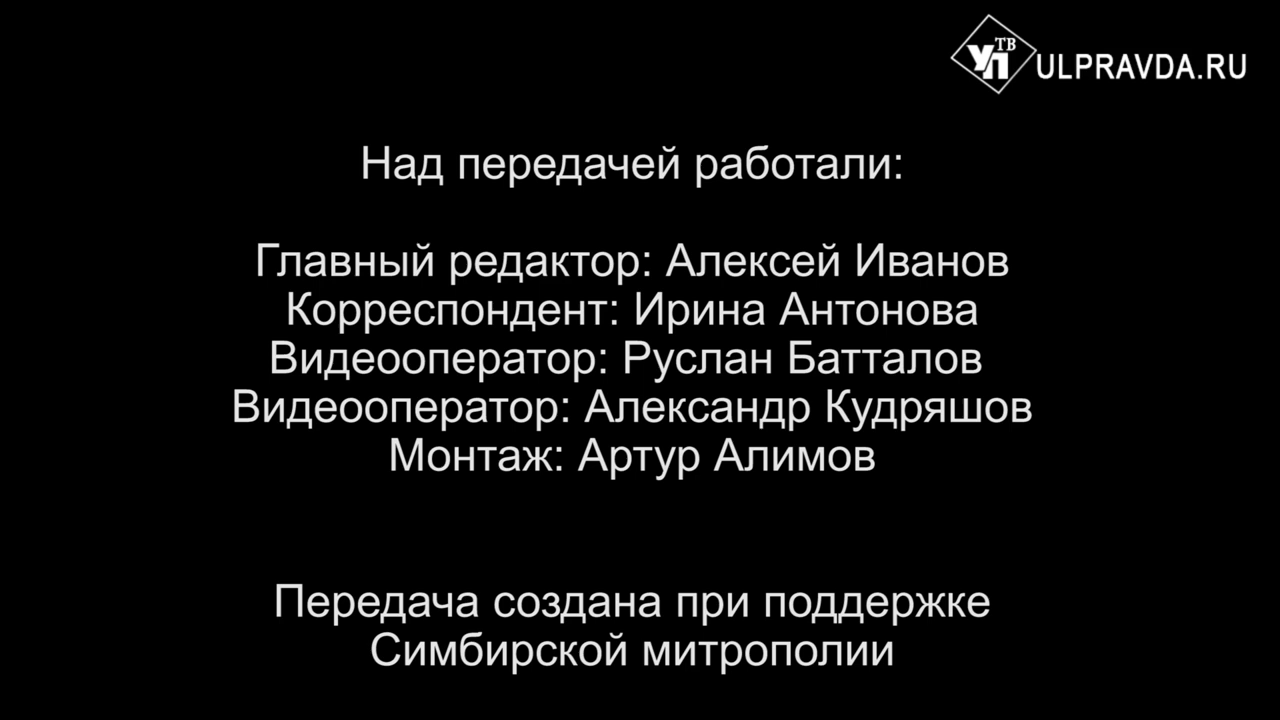 ТВ
УП
ULPRAVDA.RU
Над передачей работали:
Главный редактор: Алексей Иванов
Корреспондент: Ирина Антонова
Видеооператор: Руслан Батталов
Видеооператор: Александр Кудряшов
Монтаж: Артур Алимов
Передача создана при поддержке
Симбирской митрополии